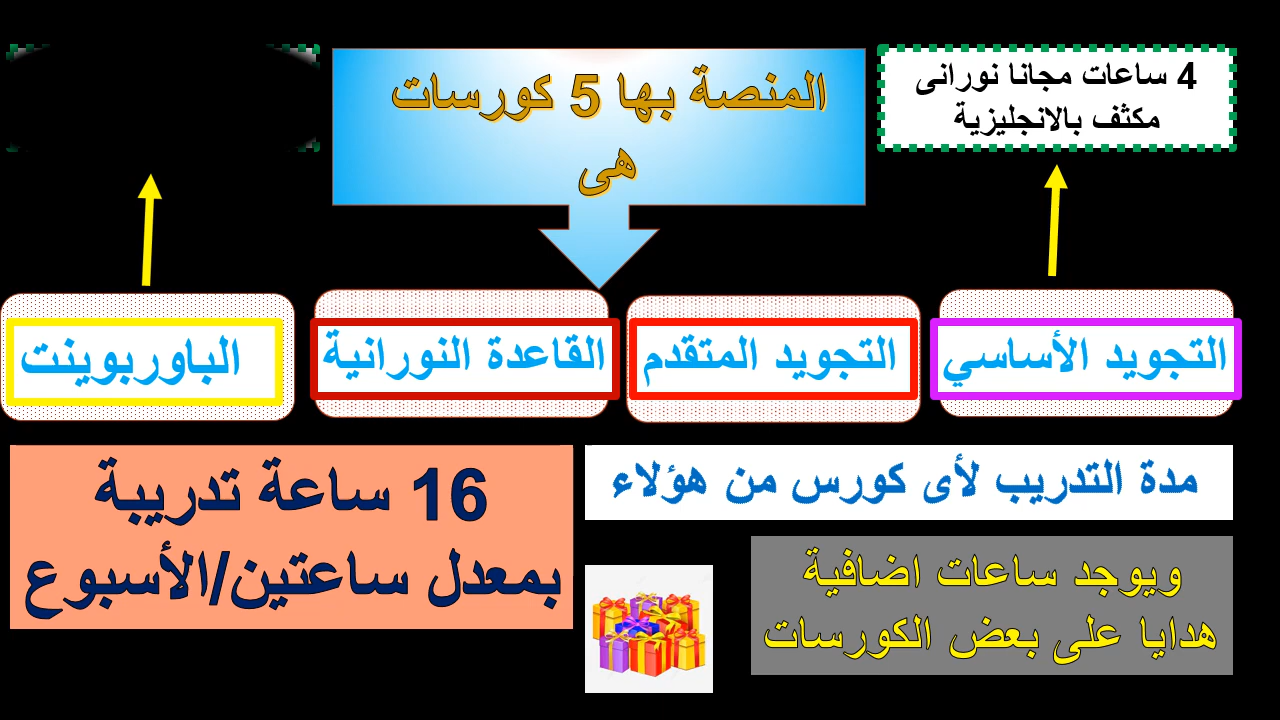 4 ساعات مجانا نورانى
مكثف بالانجليزية
المنصة بها 5 كورسات
هى
التجويد الأساسي
التجويد المتقدم
القاعدة النورانية
الباوربوينت
مدة التدريب لأى كورس من هؤلاء
16 ساعة تدريبة
بمعدل ساعتين/الأسبوع
ويوجد ساعات اضافية
هدايا على بعض الكورسات